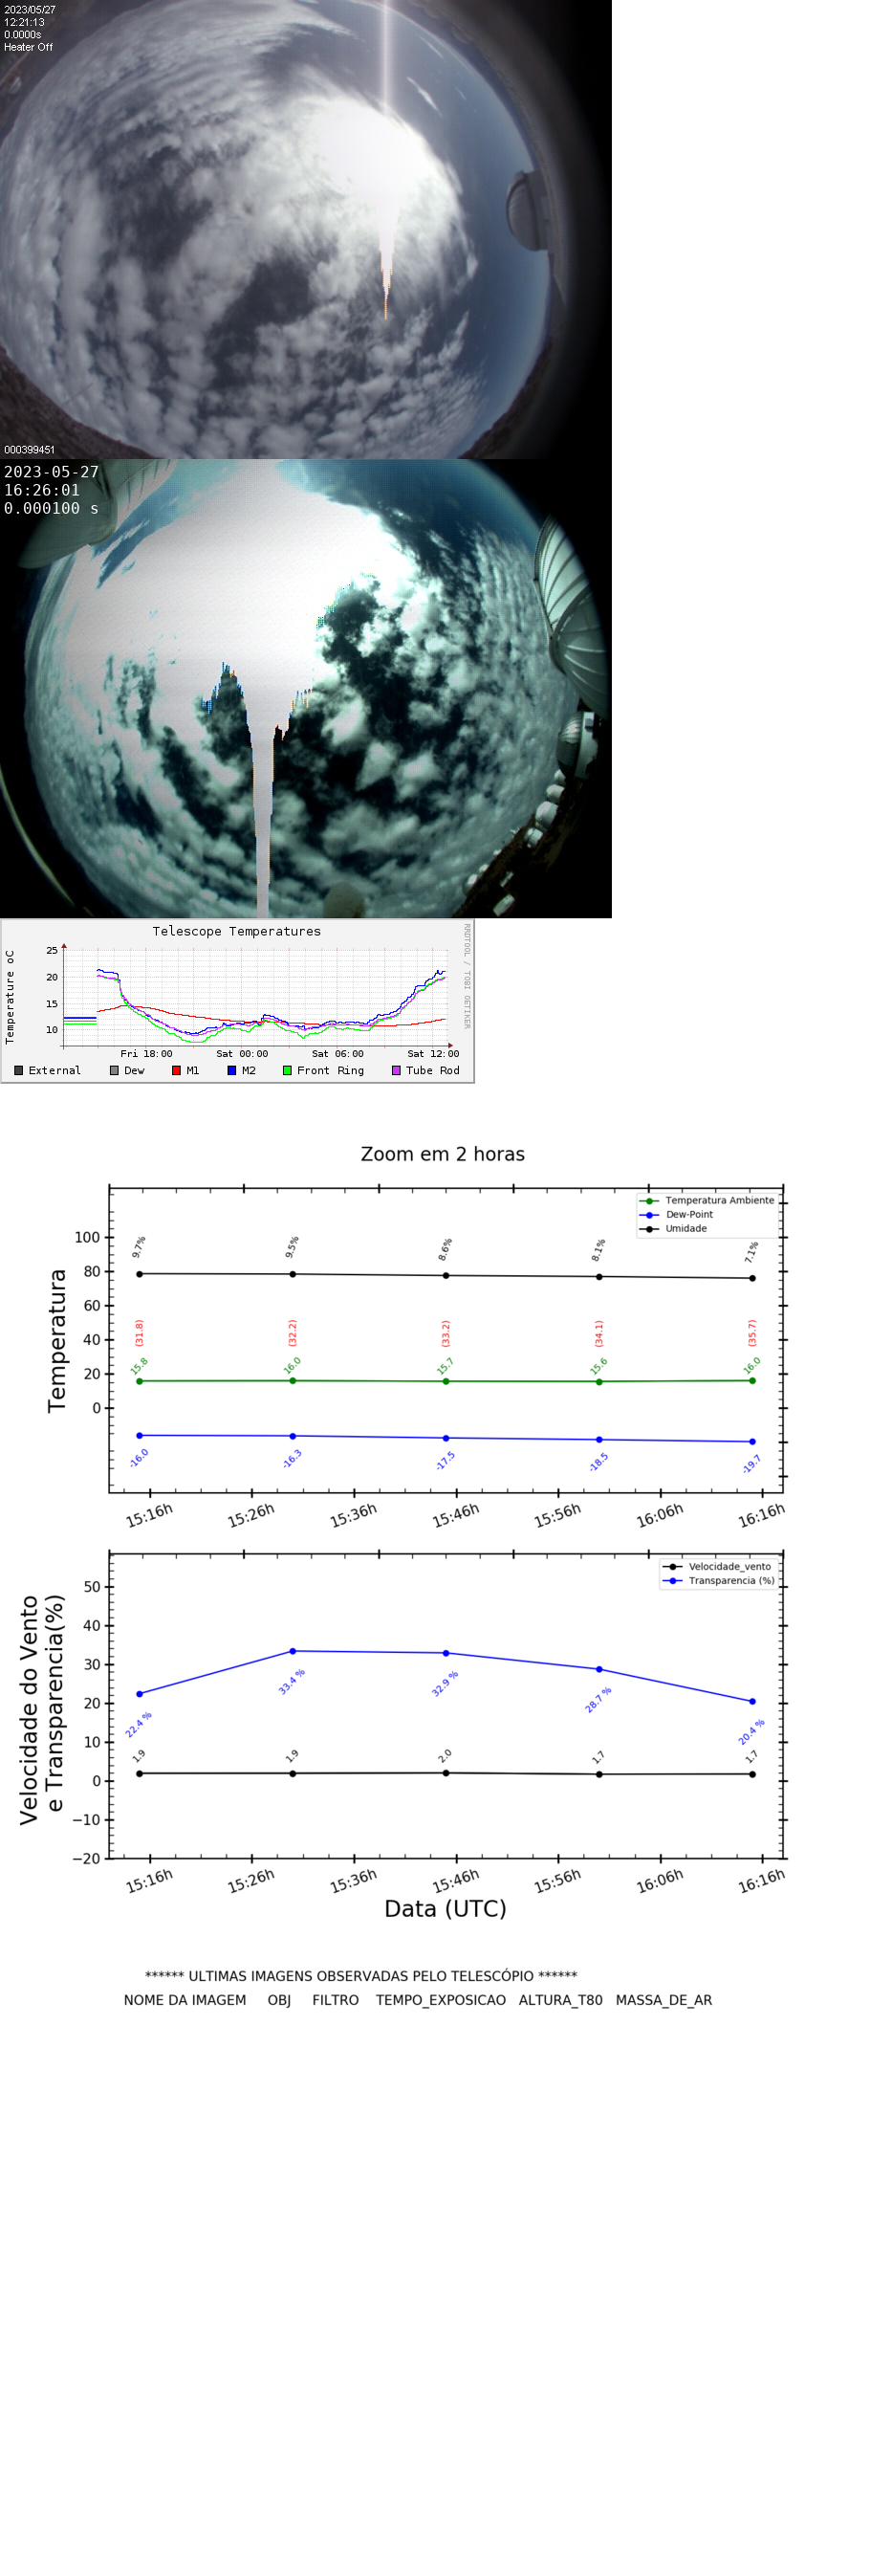 2023/05/27
12:21:13
0.0000s
Heater Off
000399451
2023-05-27
16:26:01
0.000100 s
Telescope Temperatures
RRDTOOL / TOBI OETIKER
Temperature oC
25
20
15
10
Fri 18:00 Sat 00:00 Sat 06:00 Sat 12:00
External Dew M1 M2 Front Ring Tube Rod
Zoom em 2 horas
Temperatura
Temperatura Ambiente
Dew-Point
Umidade
100
80
60
40
20
0
9.7% 9.5% 8.6% 8.1% 7.1%
(31.8) (32.2) (33.2) (34.1) (35.7)
15.8 16.0 15.7 15.6 16.0
-16.0 -16.3 -17.5 -18.5 -19.7
15:16h 15:26h 15:36h 15:46h 15:56h 16:06h 16:16h
Velocidade do Vento
e Transparencia(%)
Velocidade_vento
Transparencia (%)
50
40
30
20
10
0
−10
−20
22.4 % 33.4 % 32.9 % 28.7 % 20.4 %
1.9 1.9 2.0 1.7 1.7
15:16h 15:26h 15:36h 15:46h 15:56h 16:06h 16:16h
Data (UTC)
****** ULTIMAS IMAGENS OBSERVADAS PELO TELESCÓPIO ******
NOME DA IMAGEM OBJ FILTRO TEMPO_EXPOSICAO ALTURA_T80 MASSA_DE_AR